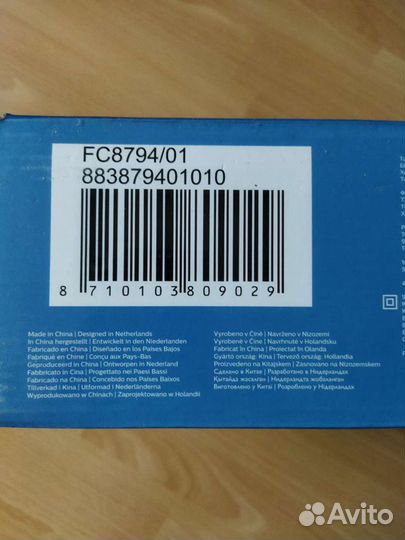 FC8794/01
883879401010
8 710103 809029
Made in China | Designed in Netherlands
In China hergestellt | Entwickelt in den Niederlanden
Fabricado en China | Diseñado en los Países Bajos
Fabriqué en Chine | Conçu aux Pays-Bas
Geproduceerd in China | Ontworpen in Nederland
Fabbricato in Cina | Progettato nei Paesi Bassi
Fabricado na China | Concebido nos Países Baixos
Tillverkad i Kina | Utformad i Nederländerna
Wyprodukowano w Chinach | Zaprojektowano w Holandii
Vyrobeno v Číně | Navrženo v Nizozemí
Vyrobené v Číne | Navrhnuté v Holandsku
Fabricat în China | Proiectat în Olanda
Gyártó ország: Kína | Tervező ország: Hollandia
Proizvedeno na Kitajskem | Zasnovano na Nizozemskem
Сделано в Китае | Разработано в Нидерландах
Қытайда жасалған | Нидерландыда жобаланған
Виготовлено у Китаї | Розроблено у Нідерландах
Avito